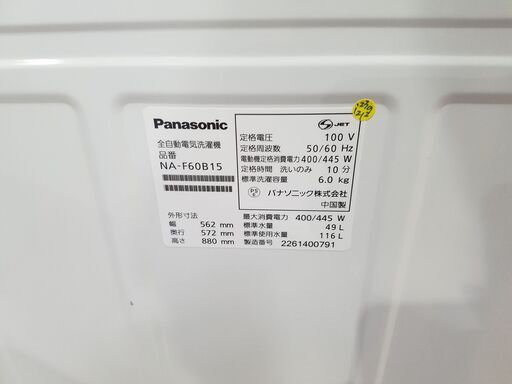 Panasonic
全自動電気洗濯機
品番
NA-F60B15
JET
定格電圧 100 V
定格周波数 50/60 Hz
電動機定格消費電力 400/445 W
定格時間 洗いのみ 10 分
標準洗濯容量 6.0 kg
PS
E
パナソニック株式会社
中国製
外形寸法
幅 562 mm
奥行 572 mm
高さ 880 mm
最大消費電力 400/445 W
標準水量 49 L
標準使用水量 116 L
製造番号 2261400791